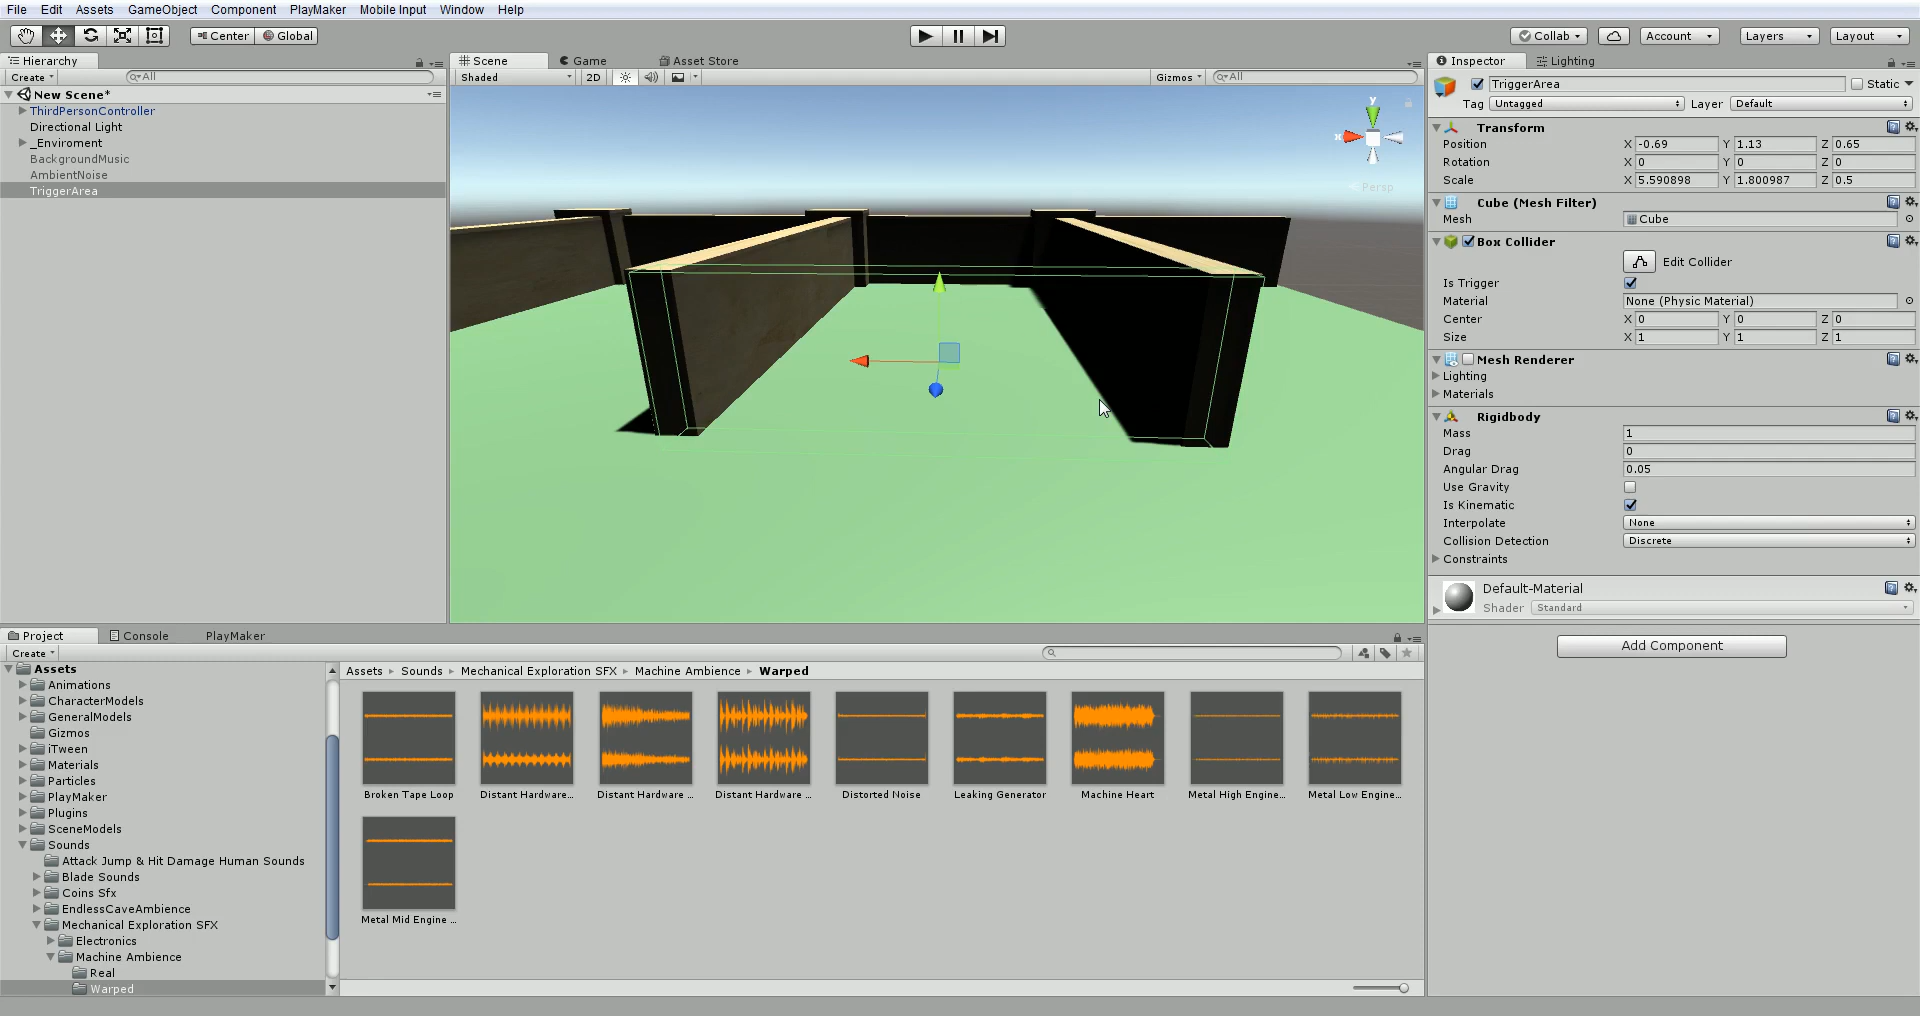 File Edit Assets GameObject Component PlayMaker Mobile Input Window Help
Center Global Collab Account Layers Layout
Hierarchy
Create All
New Scene*
ThirdPersonController
Directional Light
_Enviroment
BackgroundMusic
AmbientNoise
TriggerArea
Scene Game Asset Store
Shaded 2D Gizmos All
y
x
Persp
Inspector Lighting
TriggerArea Static
Tag Untagged Layer Default
Transform
Position X -0.69 Y 1.13 Z 0.65
Rotation X 0 Y 0 Z 0
Scale X 5.590898 Y 1.800987 Z 0.5
Cube (Mesh Filter)
Mesh Cube
Box Collider
Edit Collider
Is Trigger
Material None (Physic Material)
Center X 0 Y 0 Z 0
Size X 1 Y 1 Z 1
Mesh Renderer
Lighting
Materials
Rigidbody
Mass 1
Drag 0
Angular Drag 0.05
Use Gravity
Is Kinematic
Interpolate None
Collision Detection Discrete
Constraints
Default-Material
Shader Standard
Add Component
Project Console PlayMaker
Create
Assets
Animations
CharacterModels
GeneralModels
Gizmos
iTween
Materials
Particles
PlayMaker
Plugins
SceneModels
Sounds
Attack Jump & Hit Damage Human Sounds
Blade Sounds
Coins Sfx
EndlessCaveAmbience
Mechanical Exploration SFX
Electronics
Machine Ambience
Real
Warped
Assets Sounds Mechanical Exploration SFX Machine Ambience Warped
Broken Tape Loop Distant Hardware... Distant Hardware ... Distant Hardware ... Distorted Noise Leaking Generator Machine Heart Metal High Engine... Metal Low Engine...
Metal Mid Engine ...